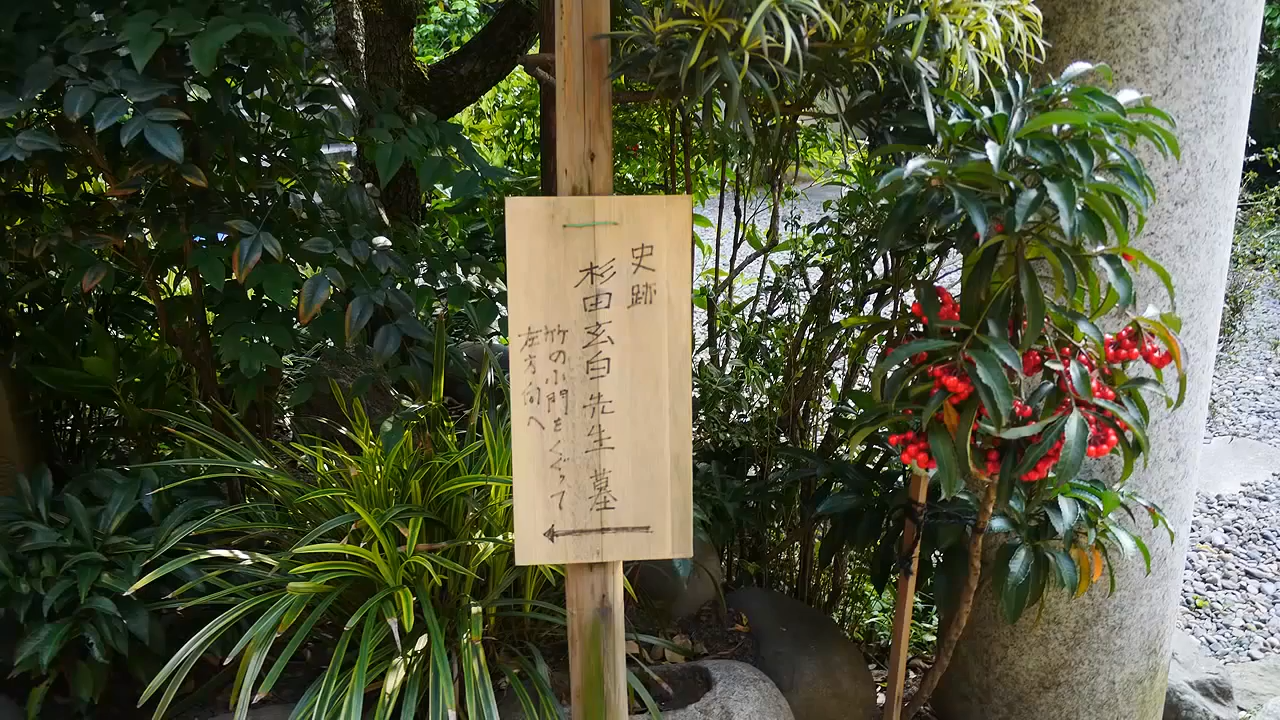 史跡
杉田玄白先生墓
竹の小門をくぐって
左方向へ